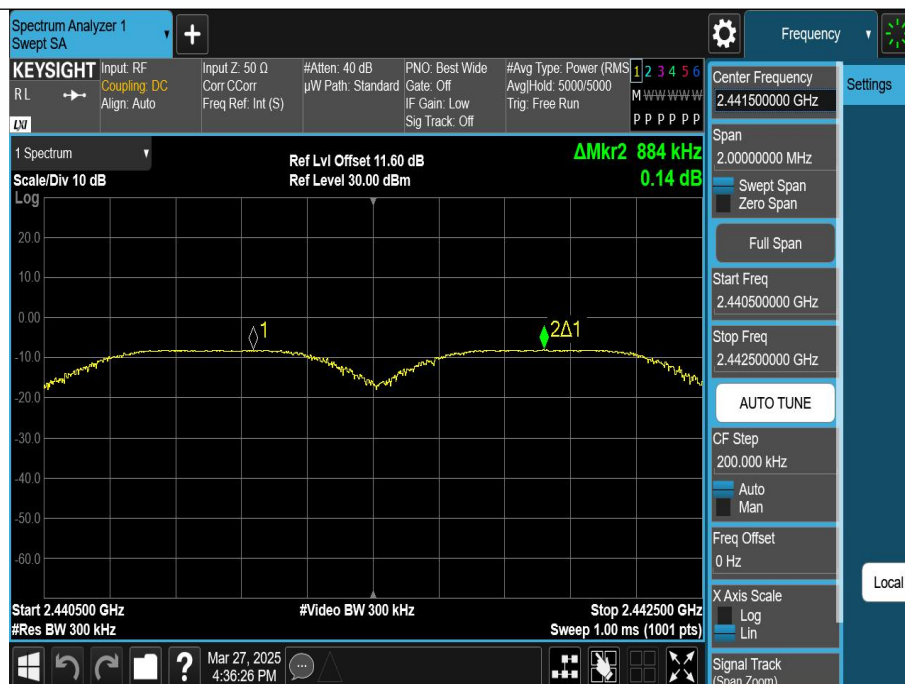 Spectrum Analyzer 1
Swept SA
+
Frequency
KEYSIGHT
RL
LXI
Input: RF
Coupling: DC
Align: Auto
Input Z: 50 Ω
Corr CCorr
Freq Ref: Int (S)
#Atten: 40 dB
µW Path: Standard
PNO: Best Wide
Gate: Off
IF Gain: Low
Sig Track: Off
#Avg Type: Power (RMS
Avg|Hold: 5000/5000
Trig: Free Run
1 2 3 4 5 6
M W W W W W
P P P P P P
1 Spectrum
Scale/Div 10 dB
Log
Ref Lvl Offset 11.60 dB
Ref Level 30.00 dBm
ΔMkr2 884 kHz
0.14 dB
20.0
10.0
0.00
-10.0
-20.0
-30.0
-40.0
-50.0
-60.0
1
2Δ1
Start 2.440500 GHz
#Res BW 300 kHz
#Video BW 300 kHz
Stop 2.442500 GHz
Sweep 1.00 ms (1001 pts)
?
Mar 27, 2025
4:36:26 PM
Center Frequency
2.441500000 GHz
Settings
Span
2.00000000 MHz
Swept Span
Zero Span
Full Span
Start Freq
2.440500000 GHz
Stop Freq
2.442500000 GHz
AUTO TUNE
CF Step
200.000 kHz
Auto
Man
Freq Offset
0 Hz
Local
X Axis Scale
Log
Lin
Signal Track
(Span Zoom)